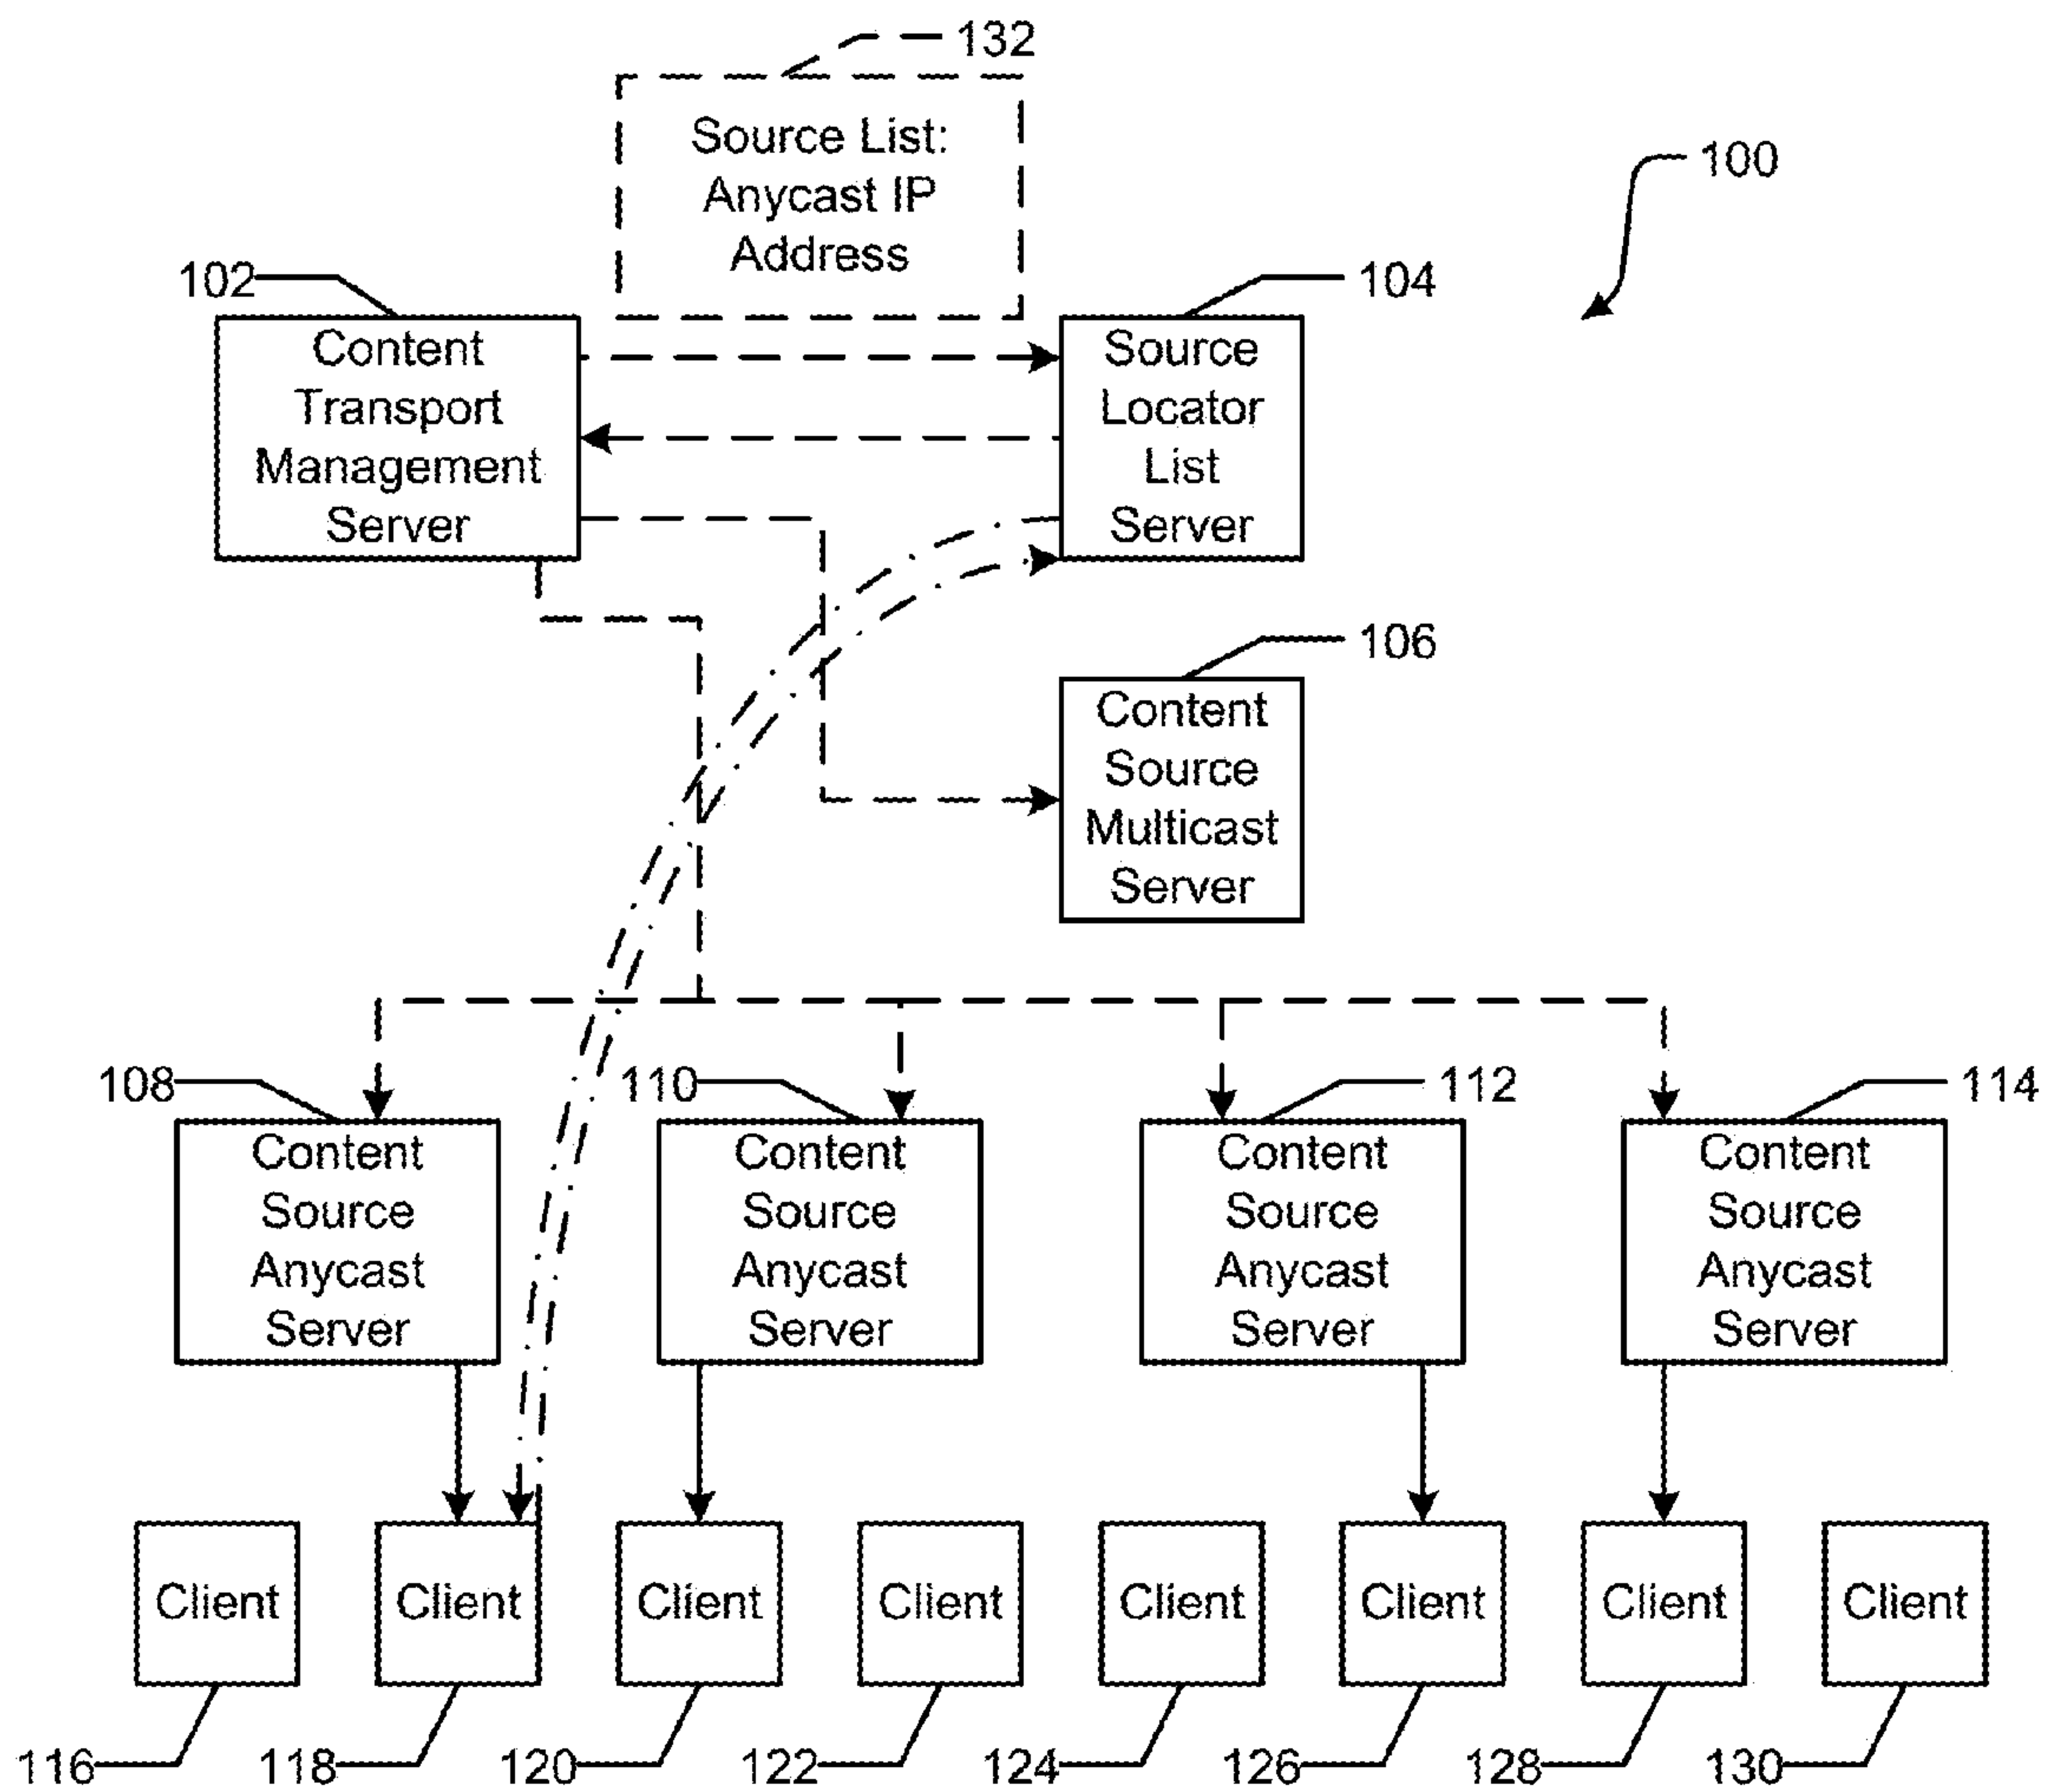 132
Source List:
Anycast IP
Address
100
102
104
Content
Transport
Management
Server
Source
Locator
List
Server
106
Content
Source
Multicast
Server
108
110
112
114
Content
Source
Anycast
Server
Content
Source
Anycast
Server
Content
Source
Anycast
Server
Content
Source
Anycast
Server
Client
Client
Client
Client
Client
Client
Client
Client
116
118
120
122
124
126
128
130